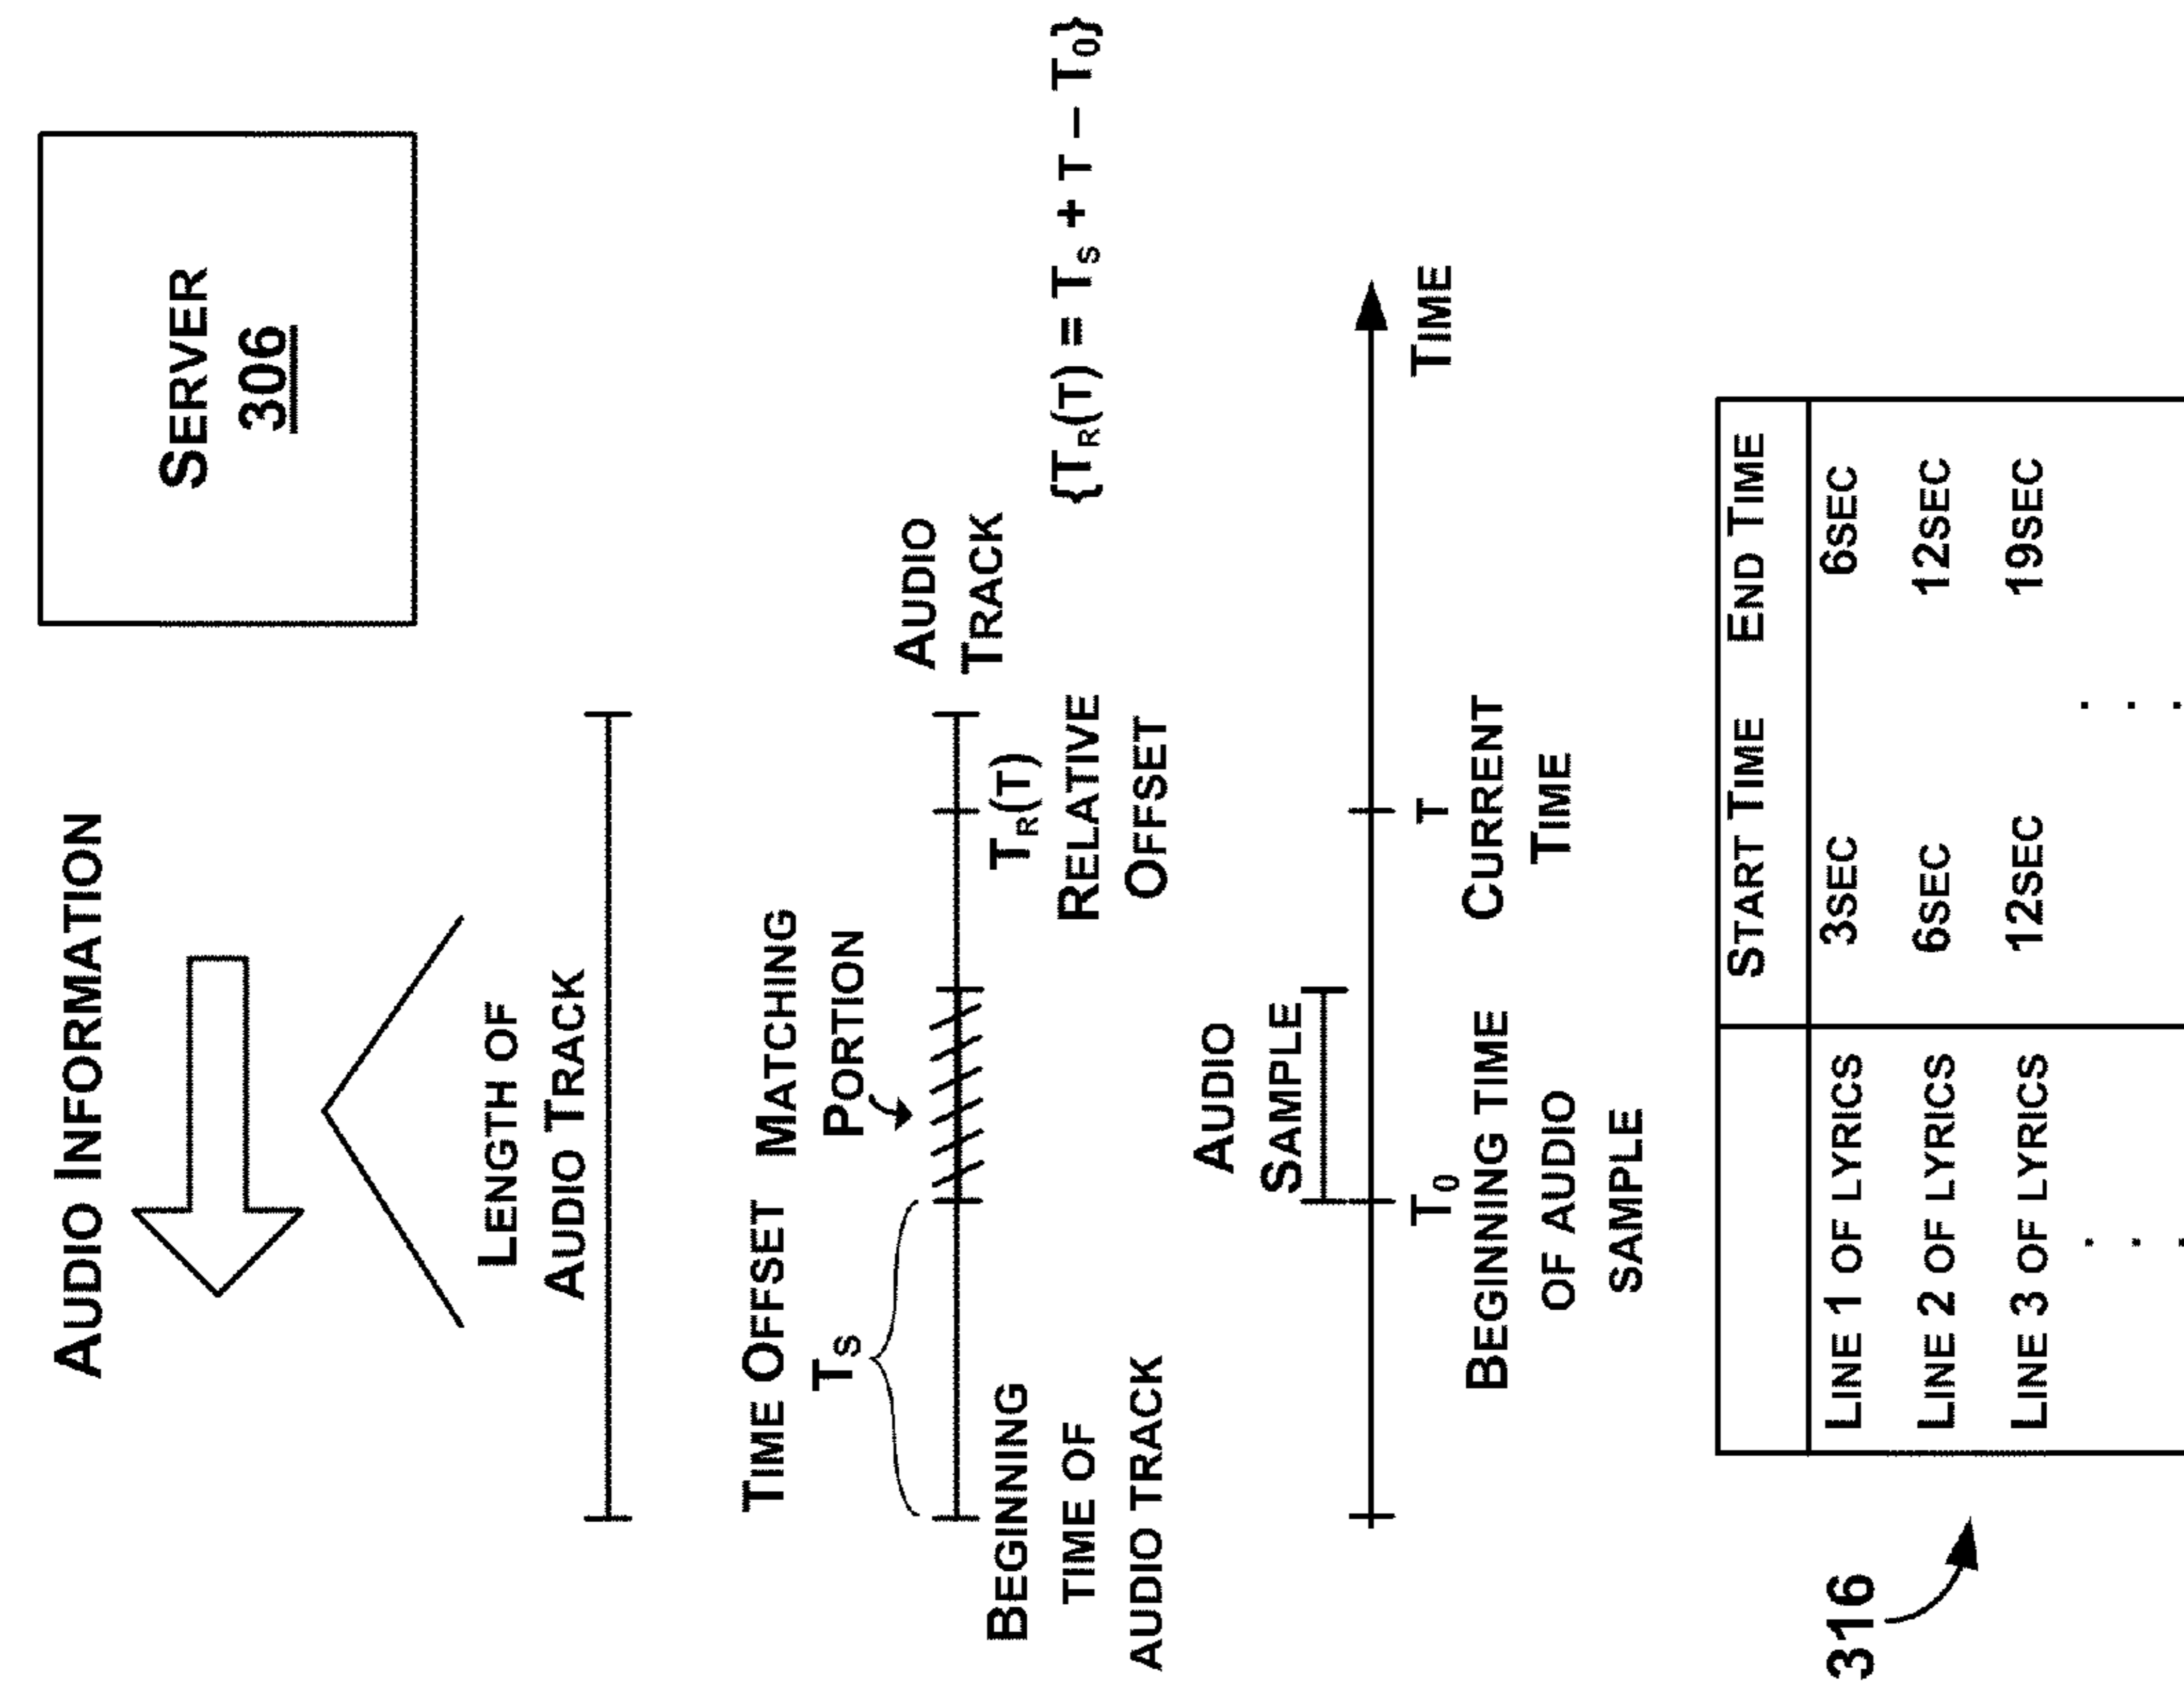 SERVER
306
AUDIO INFORMATION
LENGTH OF
AUDIO TRACK
TIME OFFSET
T_S
MATCHING
PORTION
AUDIO
TRACK
BEGINNING
TIME OF
AUDIO TRACK
T_R(T)
RELATIVE
OFFSET
{T_R(T) = T_S + T – T_0}
AUDIO
SAMPLE
T_0
BEGINNING TIME
OF AUDIO
SAMPLE
T
CURRENT
TIME
TIME
316
START TIME END TIME
LINE 1 OF LYRICS 3SEC 6SEC
LINE 2 OF LYRICS 6SEC 12SEC
LINE 3 OF LYRICS 12SEC 19SEC